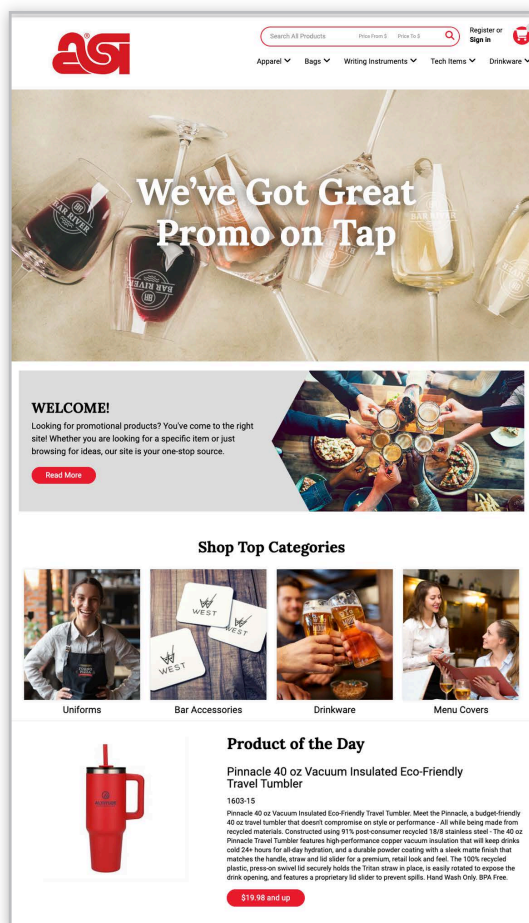 asi
Search All Products
Price From $
Price To $
Register or
Sign in
Apparel
Bags
Writing Instruments
Tech Items
Drinkware
We've Got Great
Promo on Tap
BAR RIVER
BAR RIVER
BAR RIVER
BAR RIVER
WELCOME!
Looking for promotional products? You've come to the right
site! Whether you are looking for a specific item or just
browsing for ideas, our site is your one-stop source.
Read More
Shop Top Categories
WEST
WEST
WEST
Uniforms
Bar Accessories
Drinkware
Menu Covers
Product of the Day
Pinnacle 40 oz Vacuum Insulated Eco-Friendly
Travel Tumbler
1603-15
Pinnacle 40 oz Vacuum Insulated Eco-Friendly Travel Tumbler. Meet the Pinnacle, a budget-friendly
40 oz travel tumbler that doesn't compromise on style or performance - All while being made from
recycled materials. Constructed using 91% post-consumer recycled 18/8 stainless steel - The 40 oz
Pinnacle Travel Tumbler features high-performance copper vacuum insulation that will keep drinks
cold 24+ hours for all-day hydration, and a durable powder coating with a sleek matte finish that
matches the handle, straw and lid slider for a premium, retail look and feel. The 100% recycled
plastic, press-on swivel lid securely holds the Tritan straw in place, is easily rotated to expose the
drink opening, and features a proprietary lid slider to prevent spills. Hand Wash Only. BPA Free.
$19.98 and up